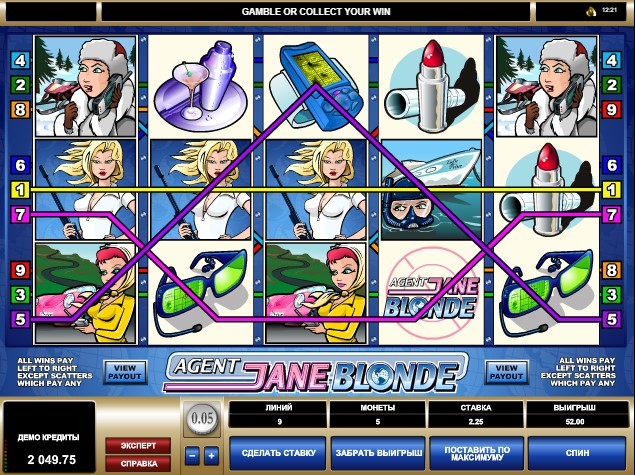 GAMBLE OR COLLECT YOUR WIN
12:21
4
2
8
4
2
9
6
1
7
6
1
7
9
3
5
8
3
5
AGENT JANE BLONDE
ALL WINS PAY
LEFT TO RIGHT
EXCEPT SCATTERS
WHICH PAY ANY
VIEW
PAYOUT
AGENT JANE BLONDE
VIEW
PAYOUT
ALL WINS PAY
LEFT TO RIGHT
EXCEPT SCATTERS
WHICH PAY ANY
ДЕМО КРЕДИТЫ
2 049.75
ЭКСПЕРТ
СПРАВКА
0.05
ЛИНИЙ
9
МОНЕТЫ
5
СТАВКА
2.25
ВЫИГРЫШ
52.00
СДЕЛАТЬ СТАВКУ
ЗАБРАТЬ ВЫИГРЫШ
ПОСТАВИТЬ ПО
МАКСИМУМУ
СПИН